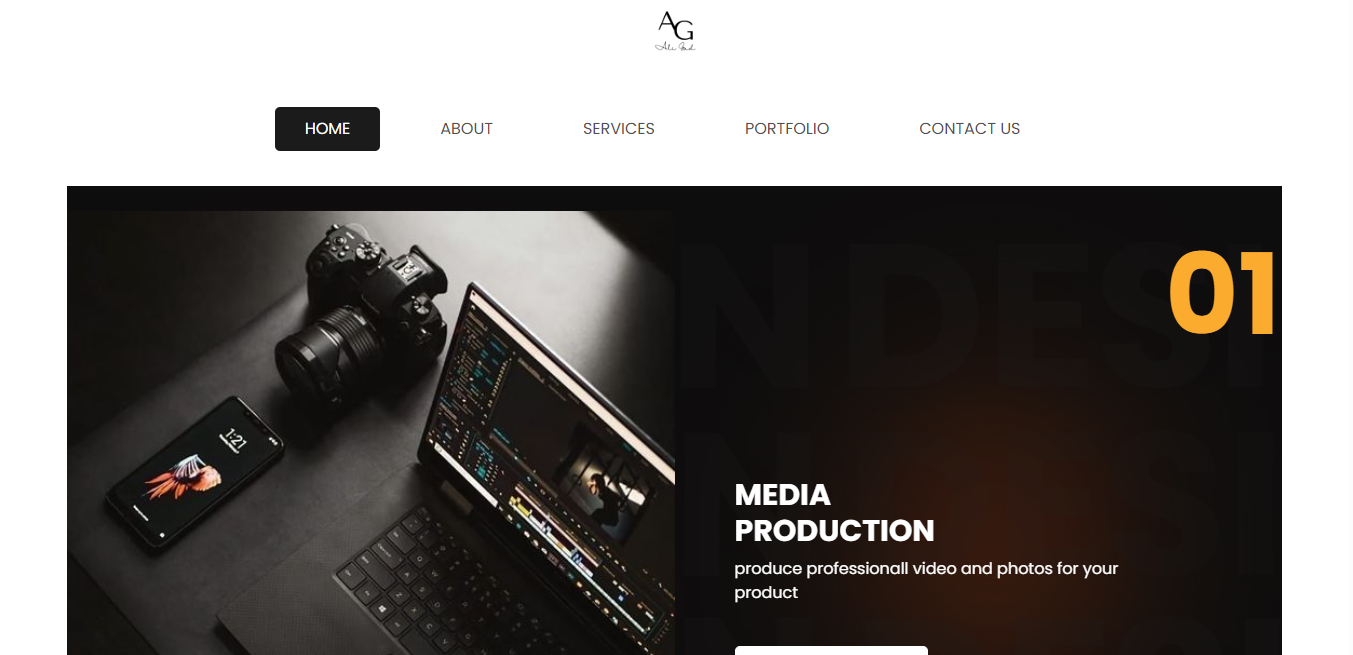 AG
HOME ABOUT SERVICES PORTFOLIO CONTACT US
01
N DESI
1:21
MEDIA
PRODUCTION
produce professionall video and photos for your
product